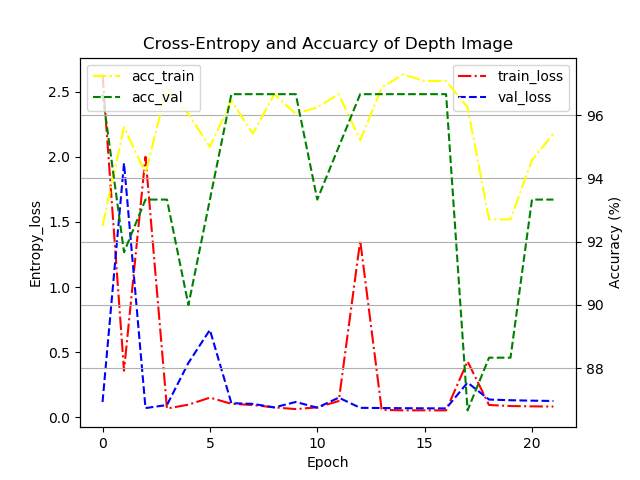 Cross-Entropy and Accuarcy of Depth Image
acc_train
acc_val
train_loss
val_loss
2.5
2.0
1.5
1.0
0.5
0.0
Entropy_loss
96
94
92
90
88
Accuracy (%)
0 5 10 15 20
Epoch